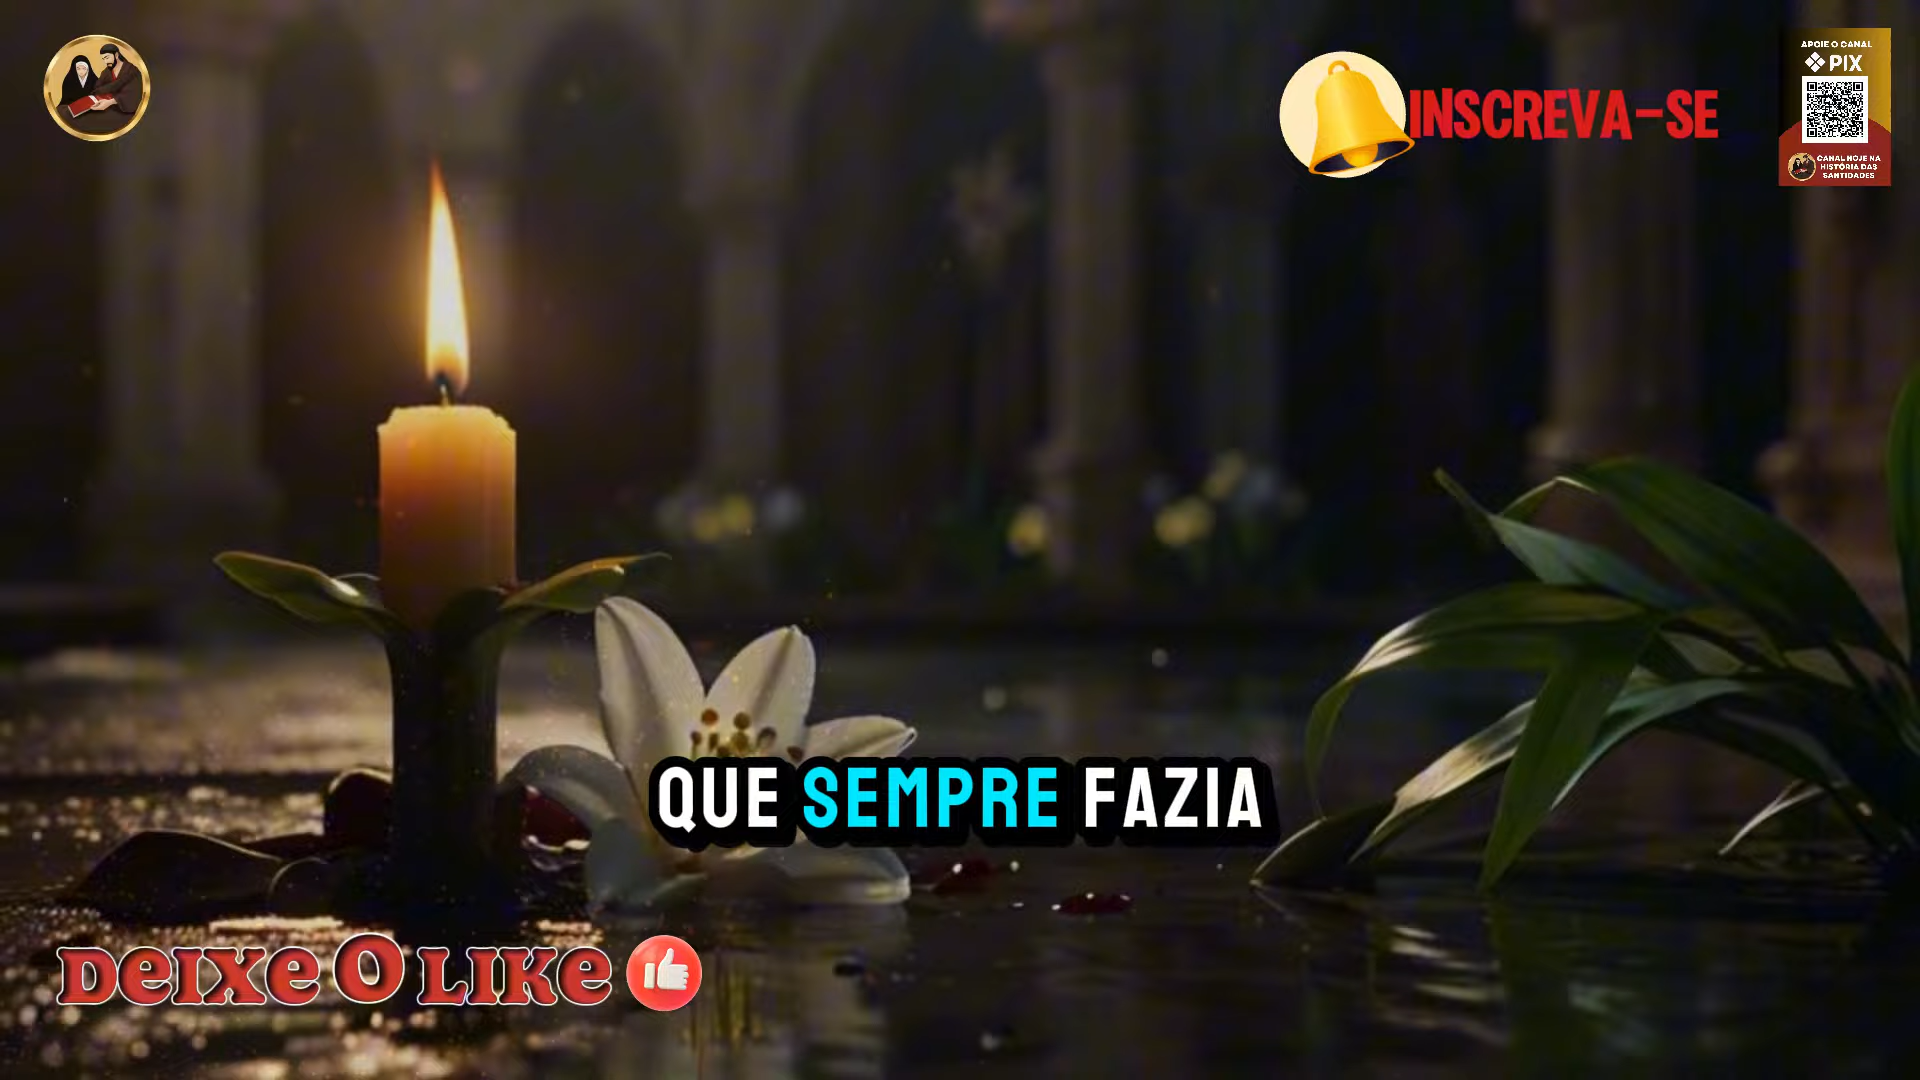 INSCREVA-SE
APOIE O CANAL
PIX
CANAL HOJE NA
HISTÓRIA DAS
SANTIDADES
QUE SEMPRE FAZIA
DEIXE O LIKE